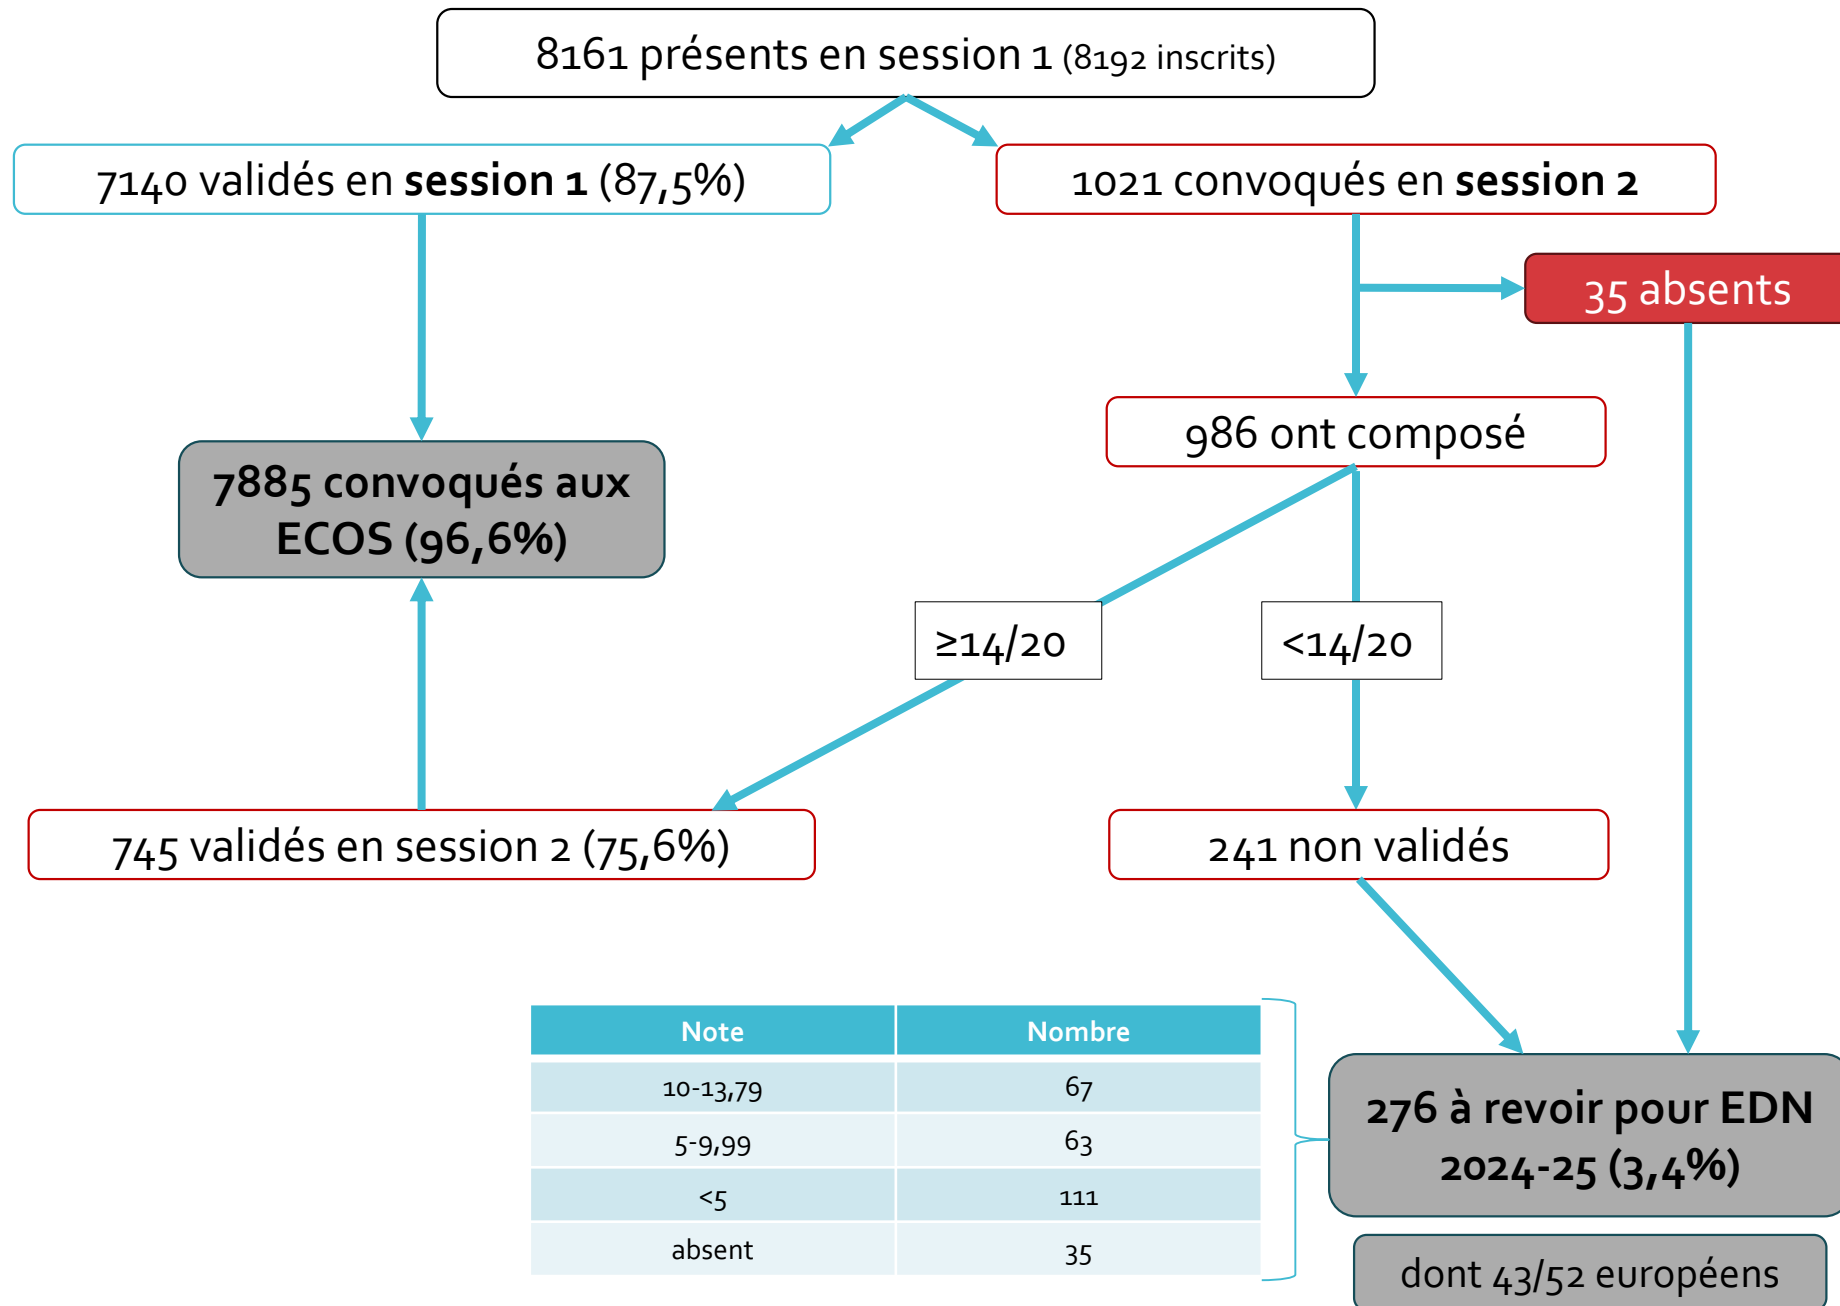 8161 présents en session 1 (8192 inscrits)
7140 validés en session 1 (87,5%)
1021 convoqués en session 2
35 absents
986 ont composé
7885 convoqués aux
ECOS (96,6%)
≥14/20
<14/20
745 validés en session 2 (75,6%)
241 non validés
Note Nombre
10-13,79 67
5-9,99 63
<5 111
absent 35
276 à revoir pour EDN
2024-25 (3,4%)
dont 43/52 européens